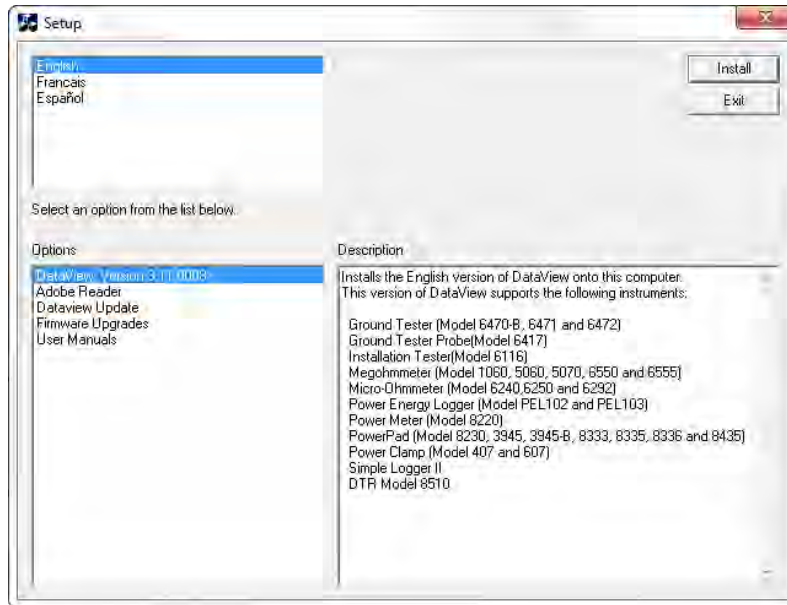 Setup
English
Francais
Español
Install
Exit
Select an option from the list below.
Options
DataView, Version 3.11.0008
Adobe Reader
Dataview Update
Firmware Upgrades
User Manuals
Description
Installs the English version of DataView onto this computer.
This version of DataView supports the following instruments:
Ground Tester (Model 6470-B, 6471 and 6472)
Ground Tester Probe(Model 6417)
Installation Tester(Model 6116)
Megohmmeter (Model 1060, 5060, 5070, 6550 and 6555)
Micro-Ohmmeter (Model 6240,6250 and 6292)
Power Energy Logger (Model PEL102 and PEL103)
Power Meter (Model 8220)
PowerPad (Model 8230, 3945, 3945-B, 8333, 8335, 8336 and 8435)
Power Clamp (Model 407 and 607)
Simple Logger II
DTR Model 8510